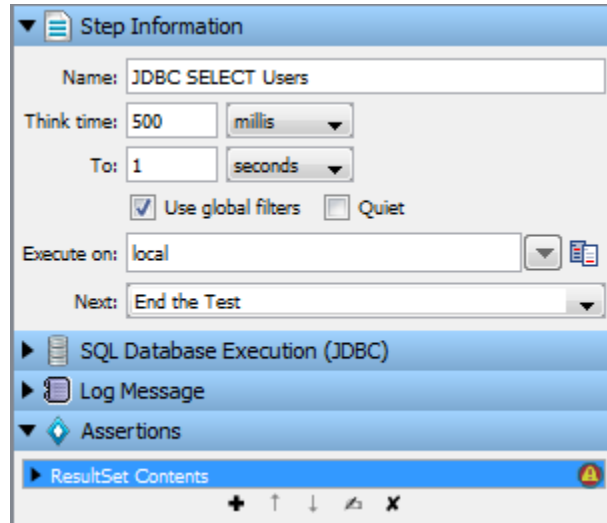 Step Information
Name: JDBC SELECT Users
Think time: 500 millis
To: 1 seconds
Use global filters Quiet
Execute on: local
Next: End the Test
SQL Database Execution (JDBC)
Log Message
Assertions
ResultSet Contents